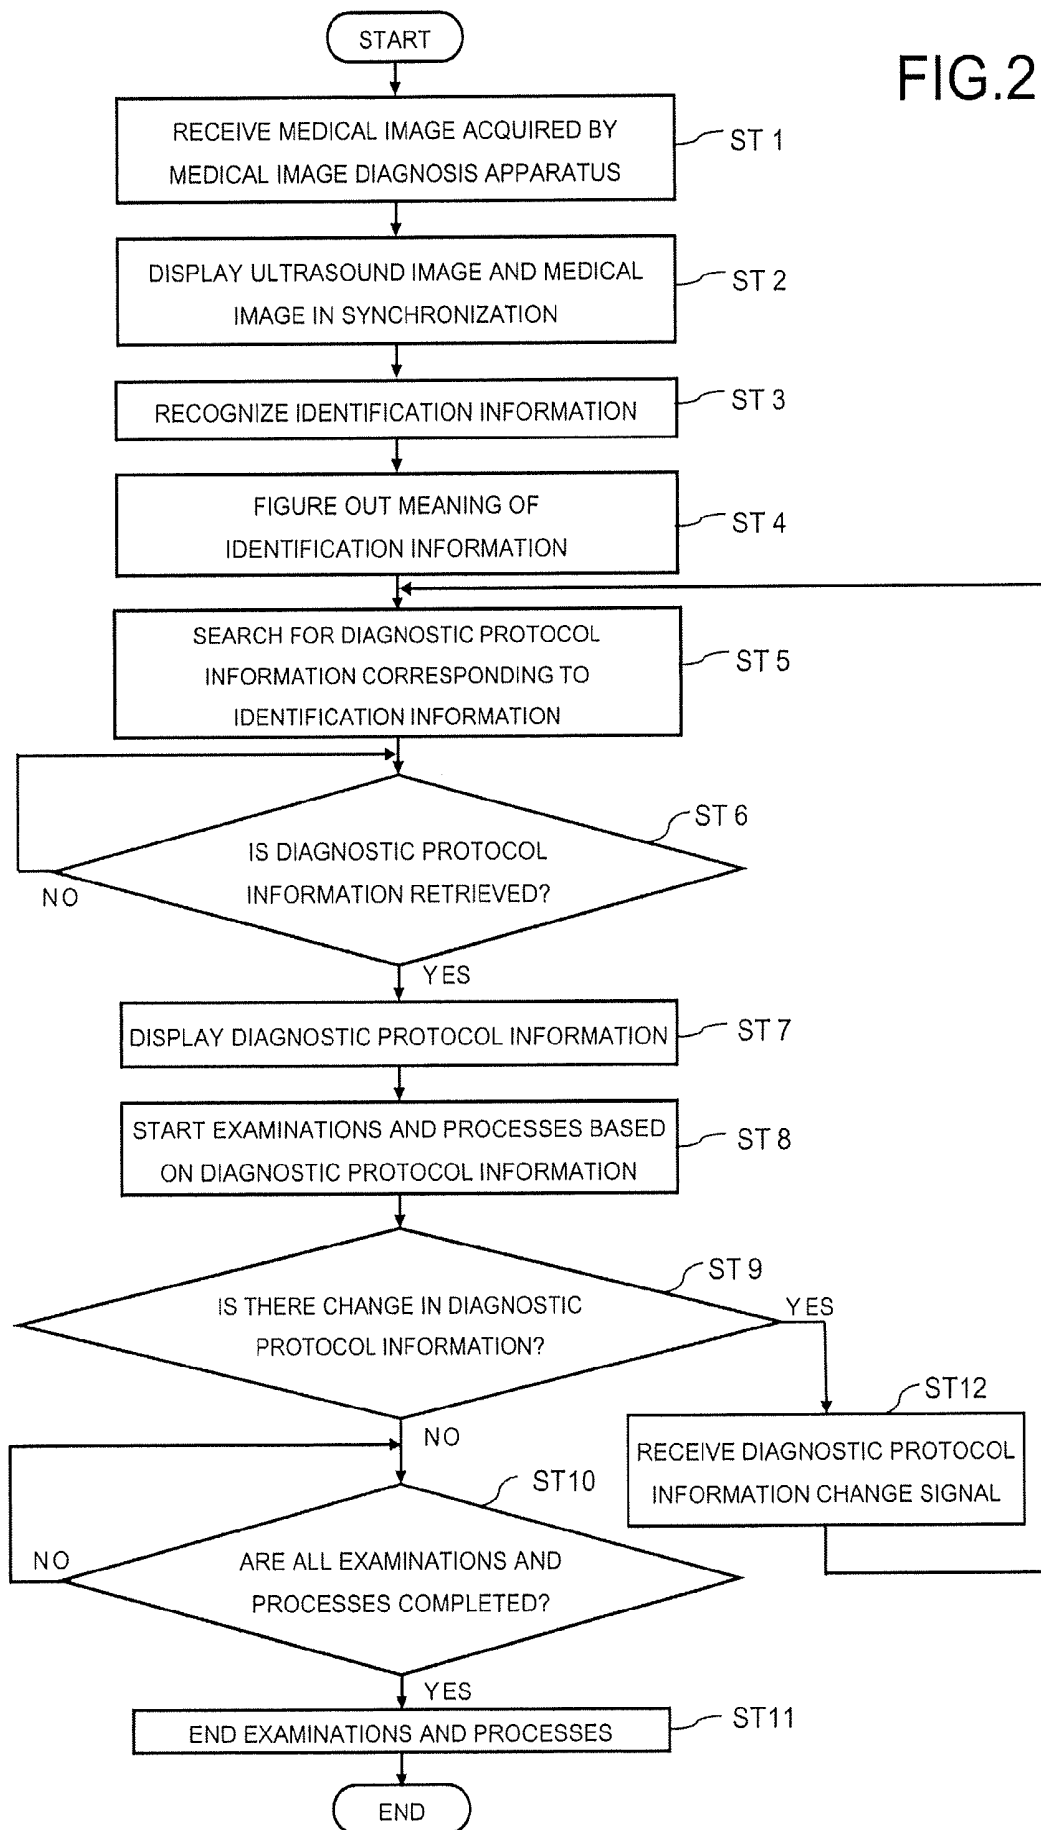 START
FIG.2
RECEIVE MEDICAL IMAGE ACQUIRED BY
MEDICAL IMAGE DIAGNOSIS APPARATUS
ST 1
DISPLAY ULTRASOUND IMAGE AND MEDICAL
IMAGE IN SYNCHRONIZATION
ST 2
RECOGNIZE IDENTIFICATION INFORMATION
ST 3
FIGURE OUT MEANING OF
IDENTIFICATION INFORMATION
ST 4
SEARCH FOR DIAGNOSTIC PROTOCOL
INFORMATION CORRESPONDING TO
IDENTIFICATION INFORMATION
ST 5
ST 6
IS DIAGNOSTIC PROTOCOL
INFORMATION RETRIEVED?
NO
YES
DISPLAY DIAGNOSTIC PROTOCOL INFORMATION
ST 7
START EXAMINATIONS AND PROCESSES BASED
ON DIAGNOSTIC PROTOCOL INFORMATION
ST 8
ST 9
IS THERE CHANGE IN DIAGNOSTIC
PROTOCOL INFORMATION?
YES
NO
ST12
RECEIVE DIAGNOSTIC PROTOCOL
INFORMATION CHANGE SIGNAL
ST10
ARE ALL EXAMINATIONS AND
PROCESSES COMPLETED?
NO
YES
END EXAMINATIONS AND PROCESSES
ST11
END